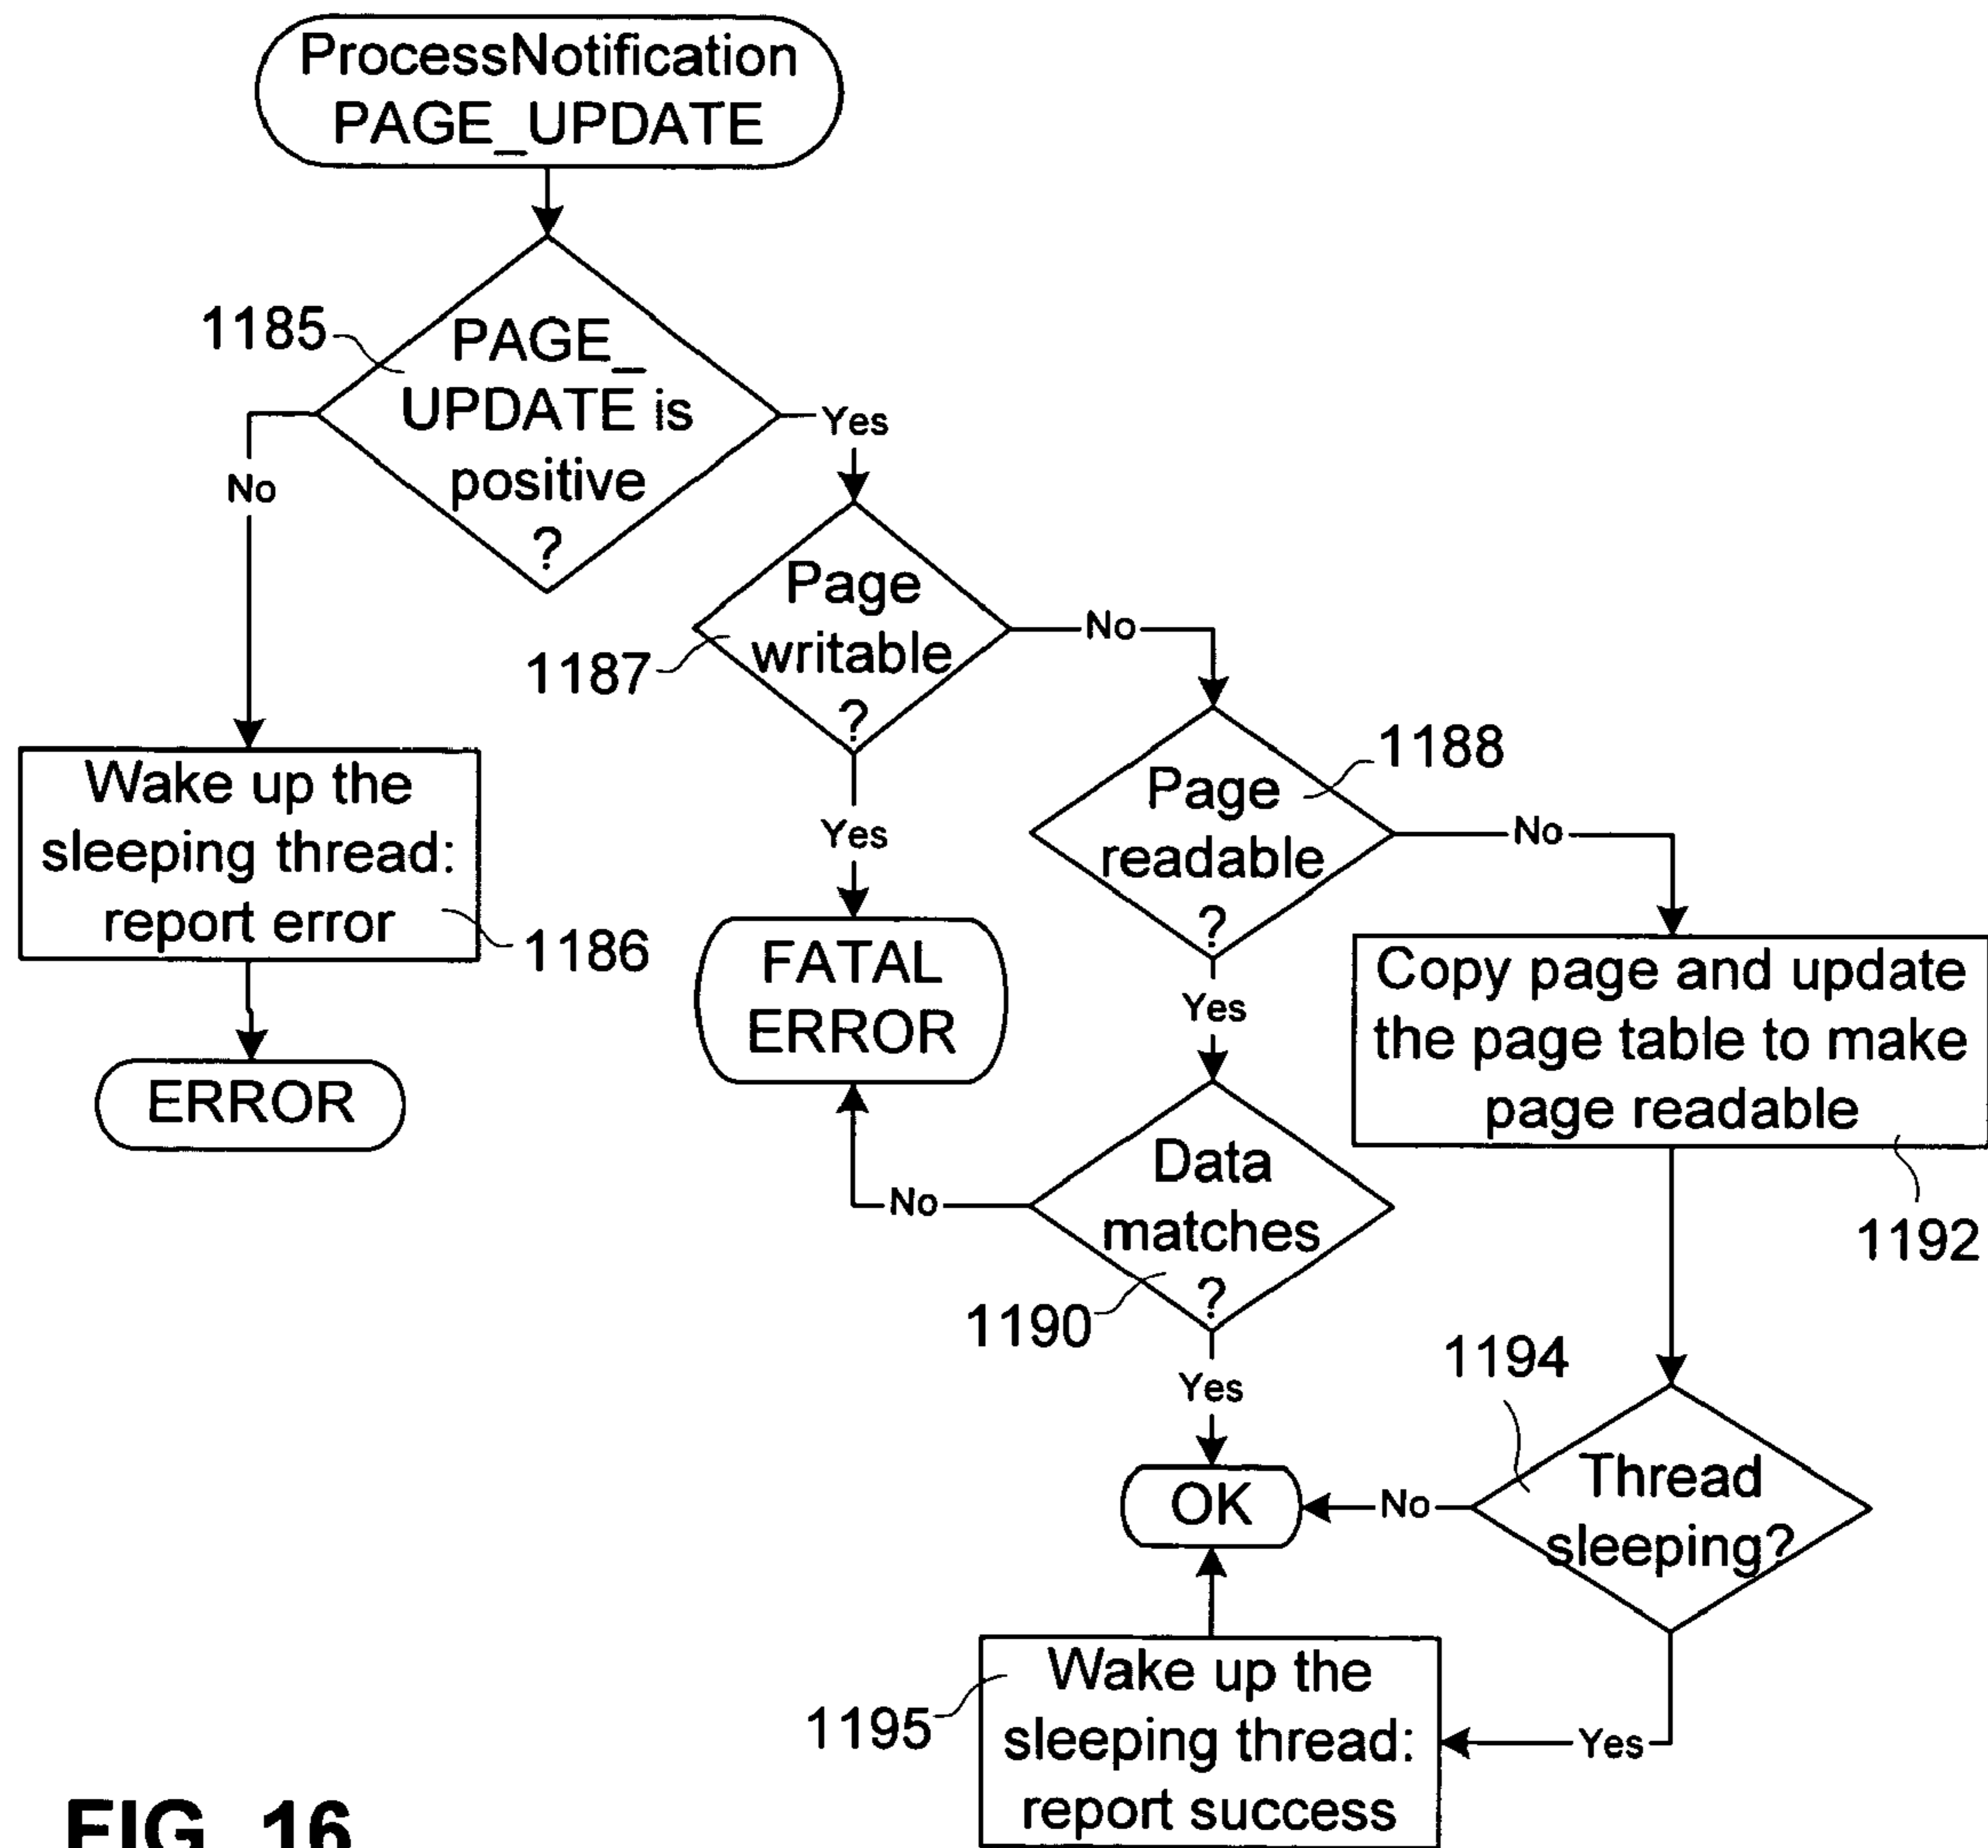 ProcessNotification
PAGE_UPDATE
1185
PAGE_
UPDATE is
positive
?
Yes
No
Page
writable
?
1187
No
1188
Page
readable
?
No
Wake up the
sleeping thread:
report error
1186
Yes
FATAL
ERROR
Yes
Copy page and update
the page table to make
page readable
1192
ERROR
Data
matches
?
No
1190
Yes
1194
Thread
sleeping?
No
OK
Yes
Wake up the
sleeping thread:
report success
1195
FIG. 16